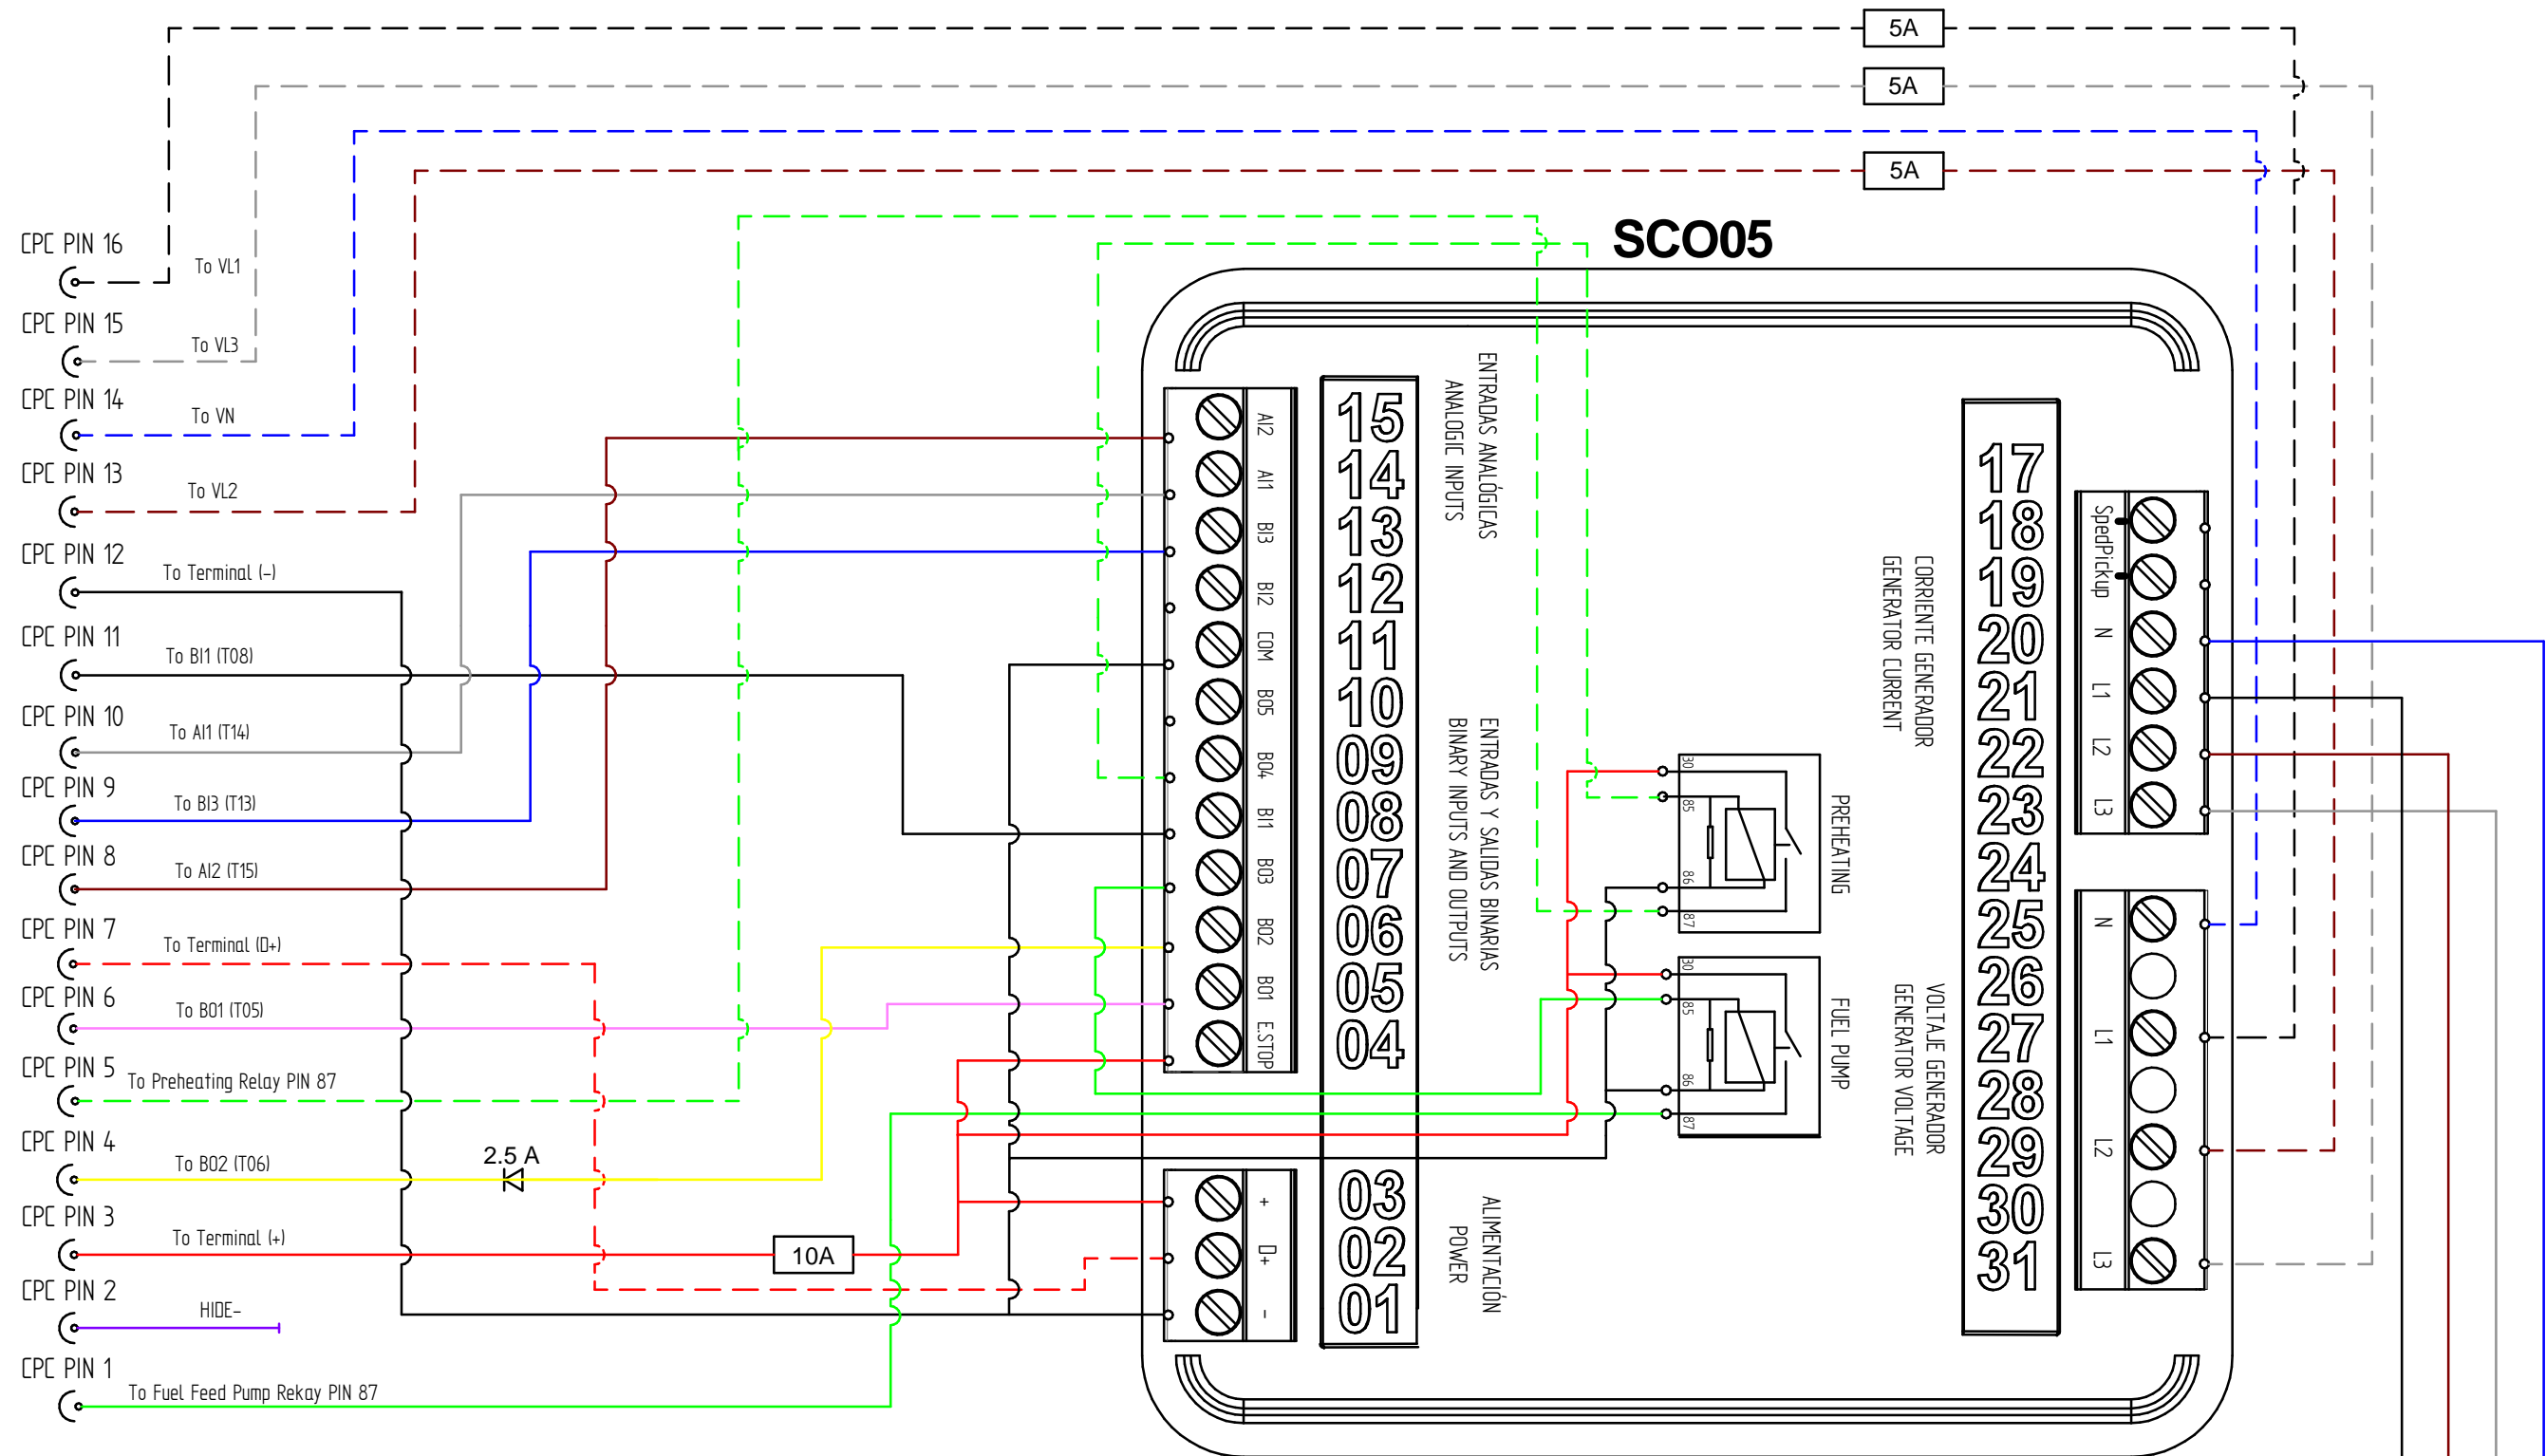 5A
5A
5A
SCO05
CPC PIN 16
To VL1
CPC PIN 15
To VL3
CPC PIN 14
To VN
CPC PIN 13
To VL2
CPC PIN 12
To Terminal (-)
CPC PIN 11
To BI1 (T08)
CPC PIN 10
To AI1 (T14)
CPC PIN 9
To BI3 (T13)
CPC PIN 8
To AI2 (T15)
CPC PIN 7
To Terminal (D+)
CPC PIN 6
To BO1 (T05)
CPC PIN 5
To Preheating Relay PIN 87
CPC PIN 4
To BO2 (T06)
2.5 A
CPC PIN 3
To Terminal (+)
10A
CPC PIN 2
HIDE-
CPC PIN 1
To Fuel Feed Pump Rekay PIN 87
AI2
AI1
BI3
BI2
COM
BO5
BO4
BI1
BO3
BO2
BO1
E.STOP
+
D+
-
15
14
13
12
11
10
09
08
07
06
05
04
03
02
01
ENTRADAS ANALÓGICAS
ANALOGIC INPUTS
ENTRADAS Y SALIDAS BINARIAS
BINARY INPUTS AND OUTPUTS
ALIMENTACIÓN
POWER
30
85
86
87
PREHEATING
30
85
86
87
FUEL PUMP
CORRIENTE GENERADOR
GENERATOR CURRENT
VOLTAJE GENERADOR
GENERATOR VOLTAGE
17
18
19
20
21
22
23
24
25
26
27
28
29
30
31
SpedPickup
N
L1
L2
L3
N
L1
L2
L3